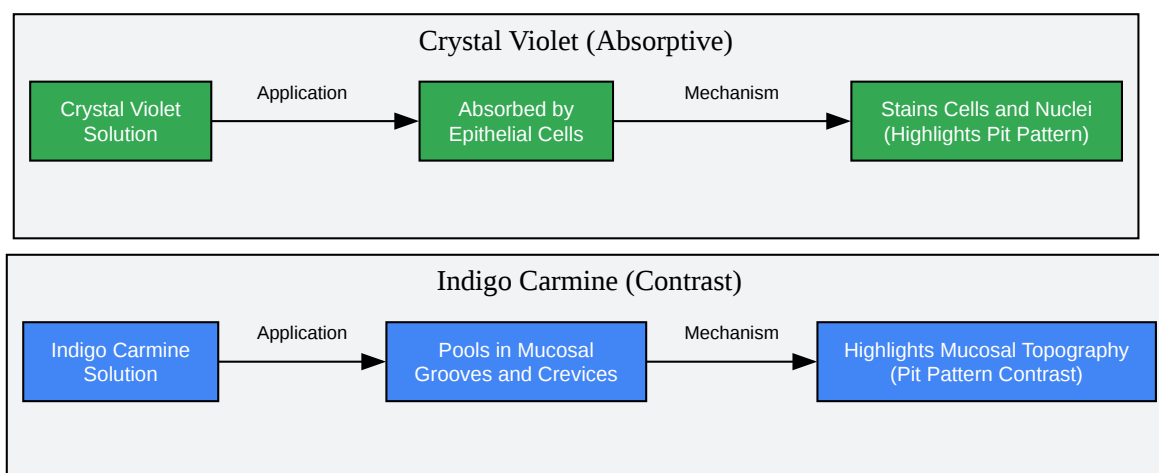 Crystal Violet (Absorptive)
Crystal Violet
Solution
Application
Absorbed by
Epithelial Cells
Mechanism
Stains Cells and Nuclei
(Highlights Pit Pattern)
Indigo Carmine (Contrast)
Indigo Carmine
Solution
Application
Pools in Mucosal
Grooves and Crevices
Mechanism
Highlights Mucosal Topography
(Pit Pattern Contrast)